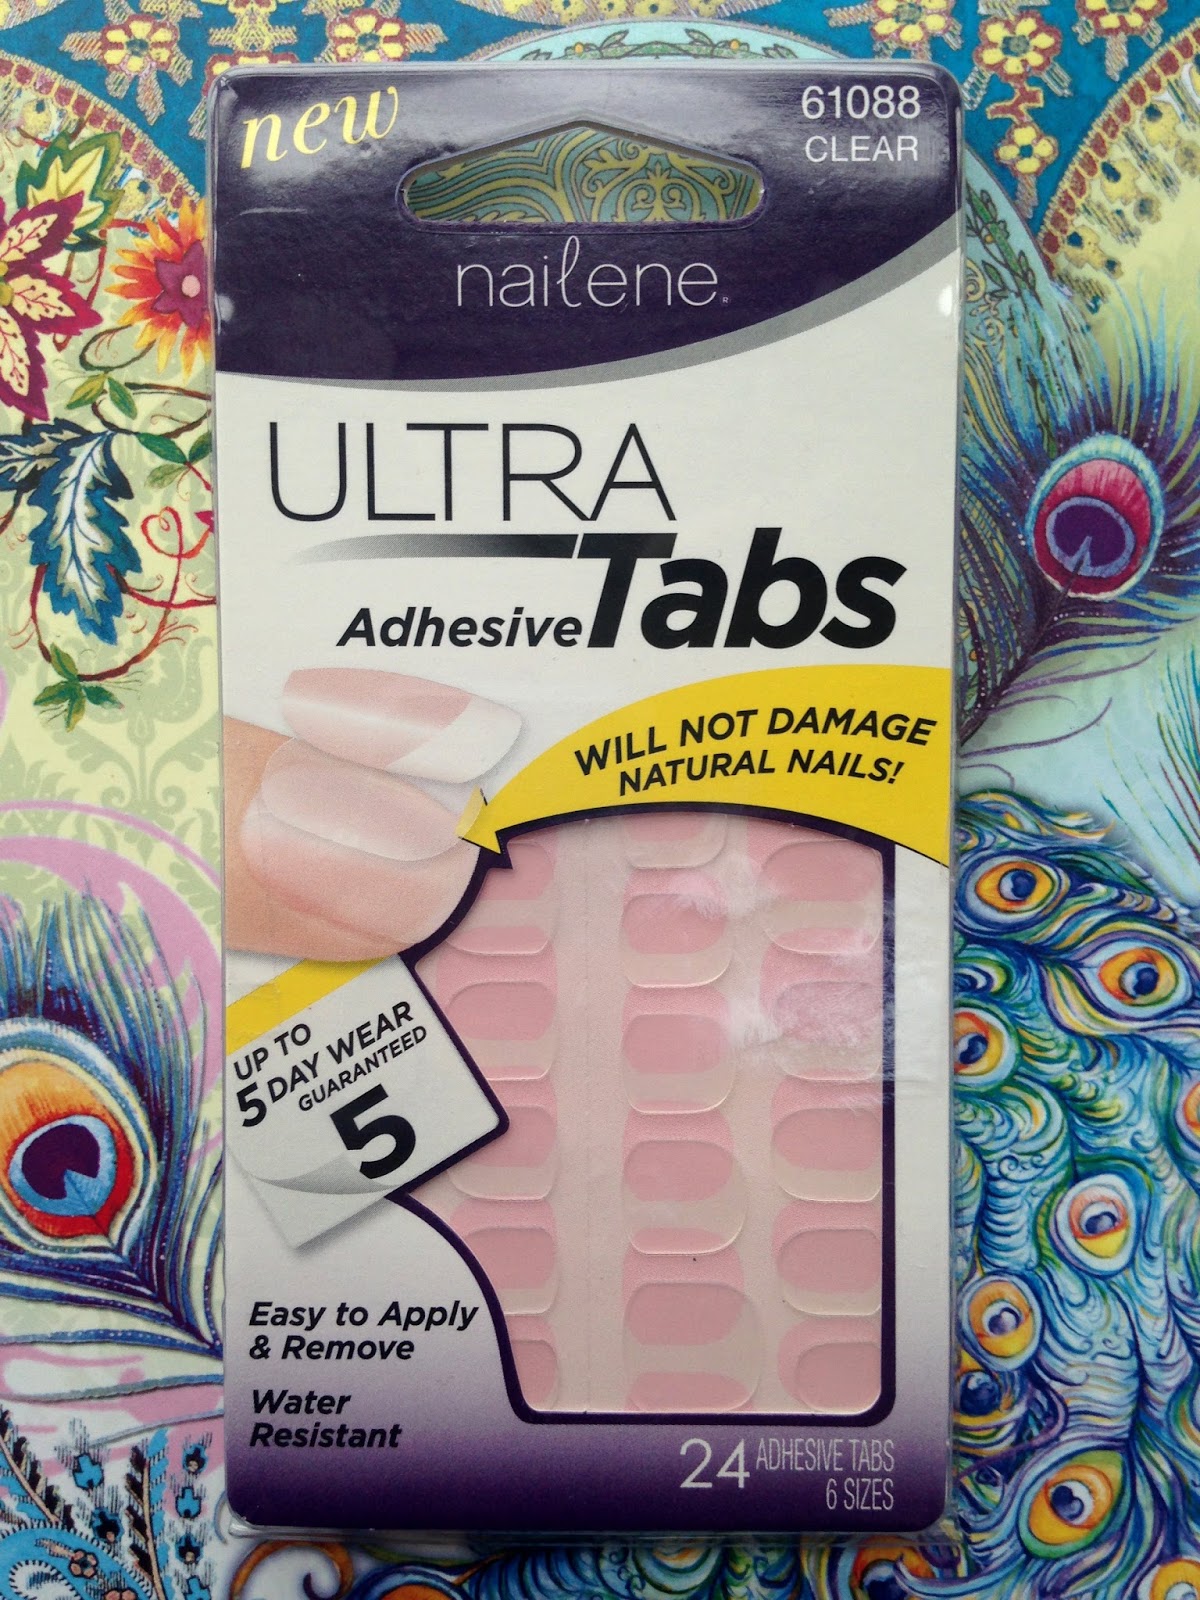 new
61088
CLEAR
nailene®
ULTRA
Adhesive Tabs
WILL NOT DAMAGE
NATURAL NAILS!
UP TO
5 DAY WEAR
GUARANTEED
5
Easy to Apply
& Remove
Water
Resistant
24 ADHESIVE TABS
6 SIZES